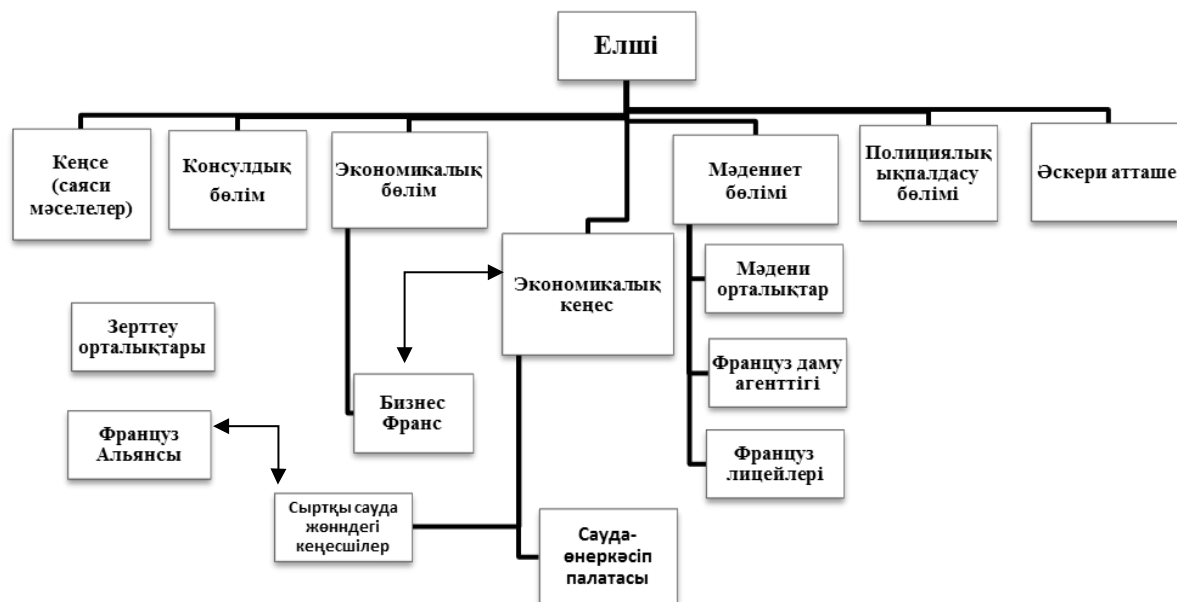 Елші
Кеңсе
(саяси
мәселелер)
Консулдық
бөлім
Экономикалық
бөлім
Мәдениет
бөлімі
Полициялық
ықпалдасу
бөлімі
Әскери атташе
Экономикалық
кеңес
Мәдени
орталықтар
Зерттеу
орталықтары
Француз даму
агенттігі
Бизнес
Франс
Француз
Альянсы
Француз
лицейлері
Сыртқы сауда
жөнндегі
кеңесшілер
Сауда-
өнеркәсіп
палатасы